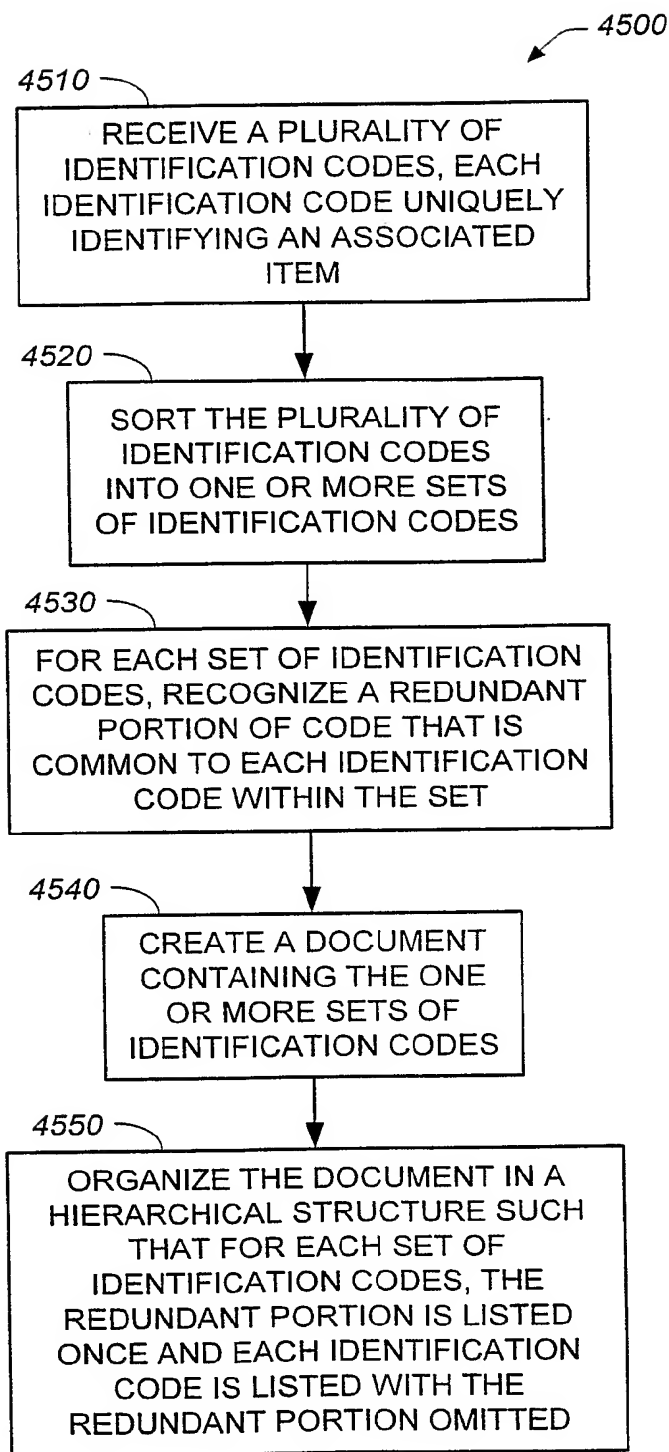 4500
4510
RECEIVE A PLURALITY OF
IDENTIFICATION CODES, EACH
IDENTIFICATION CODE UNIQUELY
IDENTIFYING AN ASSOCIATED
ITEM
4520
SORT THE PLURALITY OF
IDENTIFICATION CODES
INTO ONE OR MORE SETS
OF IDENTIFICATION CODES
4530
FOR EACH SET OF IDENTIFICATION
CODES, RECOGNIZE A REDUNDANT
PORTION OF CODE THAT IS
COMMON TO EACH IDENTIFICATION
CODE WITHIN THE SET
4540
CREATE A DOCUMENT
CONTAINING THE ONE
OR MORE SETS OF
IDENTIFICATION CODES
4550
ORGANIZE THE DOCUMENT IN A
HIERARCHICAL STRUCTURE SUCH
THAT FOR EACH SET OF
IDENTIFICATION CODES, THE
REDUNDANT PORTION IS LISTED
ONCE AND EACH IDENTIFICATION
CODE IS LISTED WITH THE
REDUNDANT PORTION OMITTED